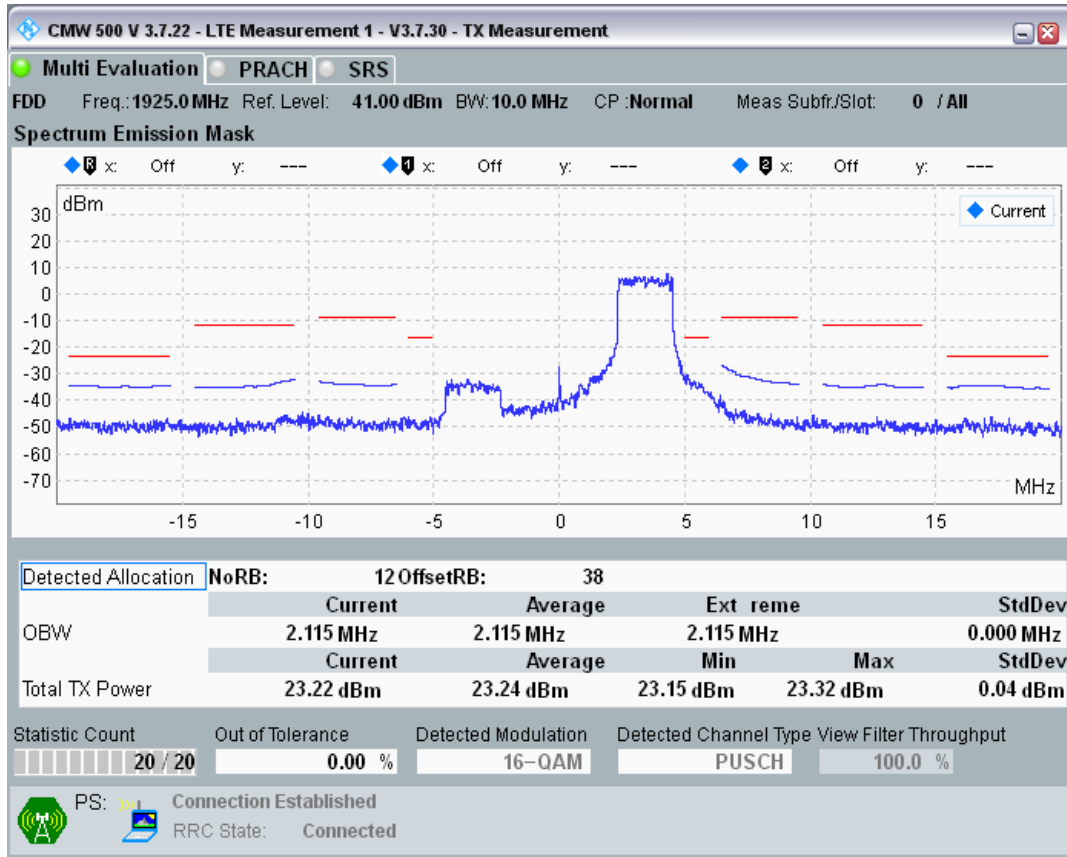 CMW 500 V 3.7.22 - LTE Measurement 1 - V3.7.30 - TX Measurement
Multi Evaluation PRACH SRS
FDD Freq.: 1925.0 MHz Ref. Level: 41.00 dBm BW: 10.0 MHz CP :Normal Meas Subfr./Slot: 0 / All
Spectrum Emission Mask
R x: Off y: --- 1 x: Off y: --- 2 x: Off y: ---
dBm
Current
30
20
10
0
-10
-20
-30
-40
-50
-60
-70
MHz
-15 -10 -5 0 5 10 15
Detected Allocation NoRB: 12 OffsetRB: 38
Current Average Ext reme StdDev
OBW 2.115 MHz 2.115 MHz 2.115 MHz 0.000 MHz
Current Average Min Max StdDev
Total TX Power 23.22 dBm 23.24 dBm 23.15 dBm 23.32 dBm 0.04 dBm
Statistic Count Out of Tolerance Detected Modulation Detected Channel Type View Filter Throughput
20 / 20 0.00 % 16-QAM PUSCH 100.0 %
PS: Connection Established
RRC State: Connected